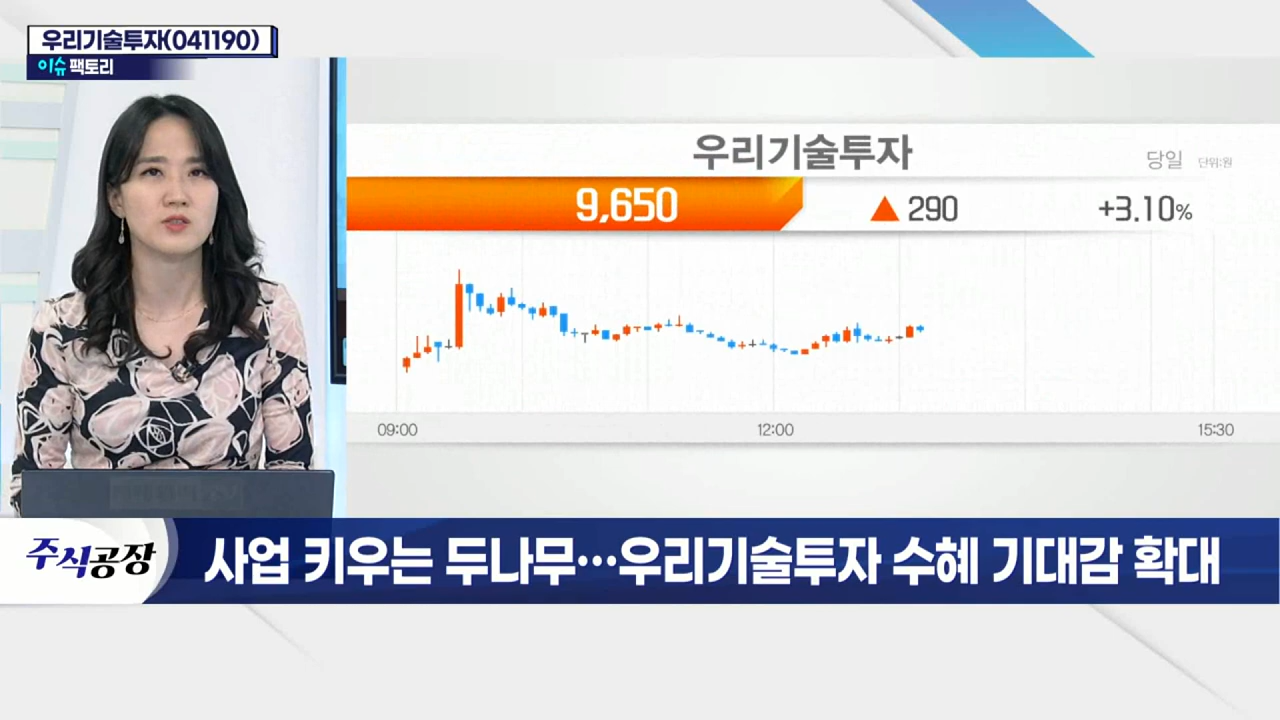 우리기술투자(041190)
이슈 팩토리
우리기술투자
당일 단위:원
9,650 ▲ 290 +3.10%
09:00 12:00 15:30
주식공장
사업 키우는 두나무…우리기술투자 수혜 기대감 확대